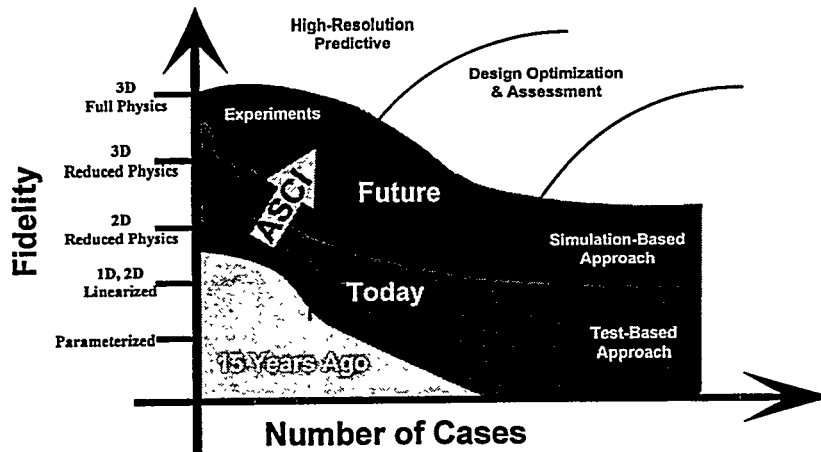 High-Resolution
Predictive
Design Optimization
& Assessment
3D
Full Physics
Experiments
3D
Reduced Physics
ASCI
Future
Fidelity
2D
Reduced Physics
Simulation-Based
Approach
1D, 2D
Linearized
Today
Parameterized
Test-Based
Approach
15 Years Ago
Number of Cases